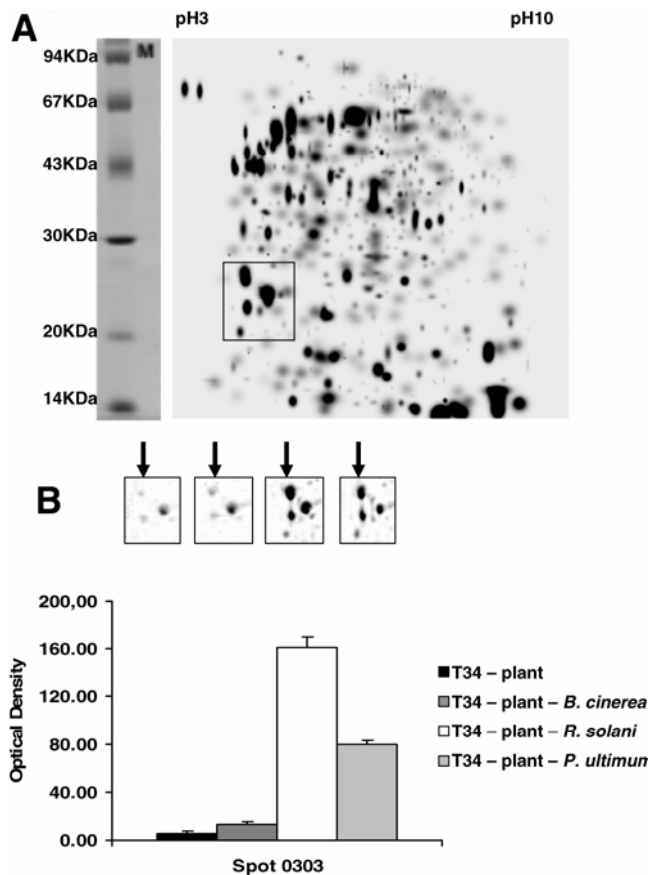 A
pH3 pH10
94KDa M
67KDa
43KDa
30KDa
20KDa
14KDa
B
200,00
160.00
120.00
80.00
40.00
0.00
Optical Density
Spot 0303
T34 – plant
T34 – plant – B. cinerea
T34 – plant – R. solani
T34 – plant – P. ultimum